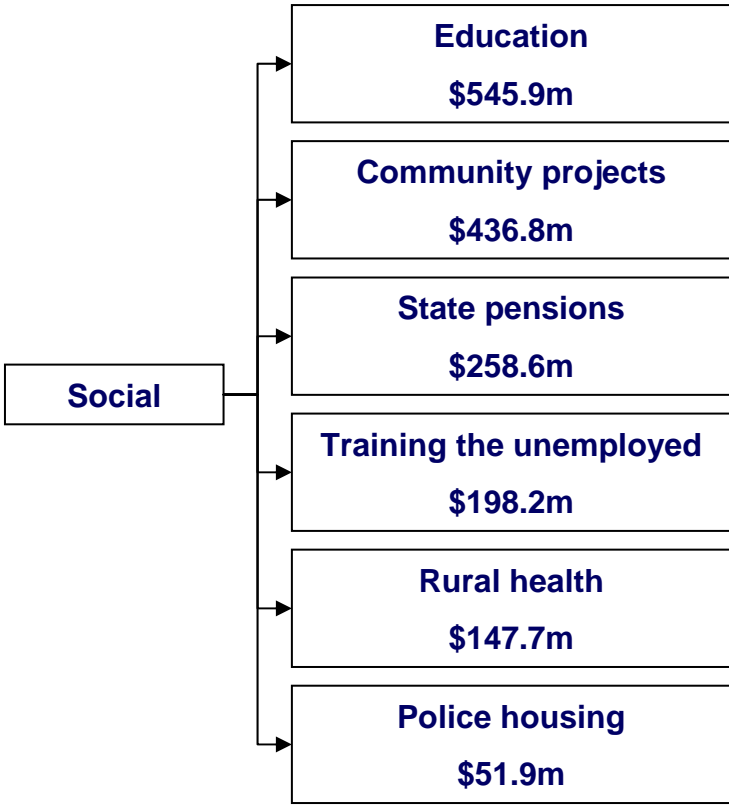 Education
$545.9m
Community projects
$436.8m
State pensions
$258.6m
Social
Training the unemployed
$198.2m
Rural health
$147.7m
Police housing
$51.9m